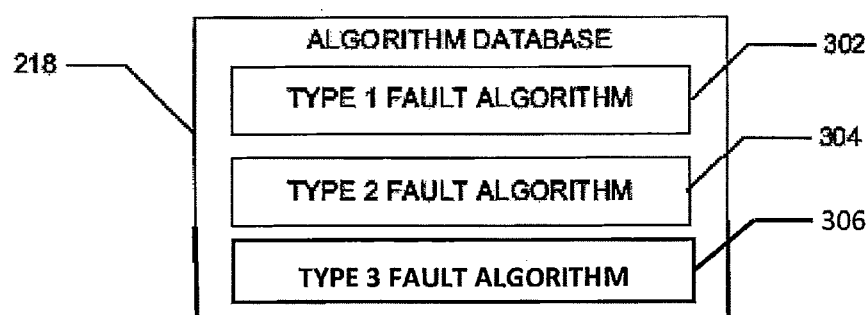 ALGORITHM DATABASE
302
218
TYPE 1 FAULT ALGORITHM
304
TYPE 2 FAULT ALGORITHM
306
TYPE 3 FAULT ALGORITHM